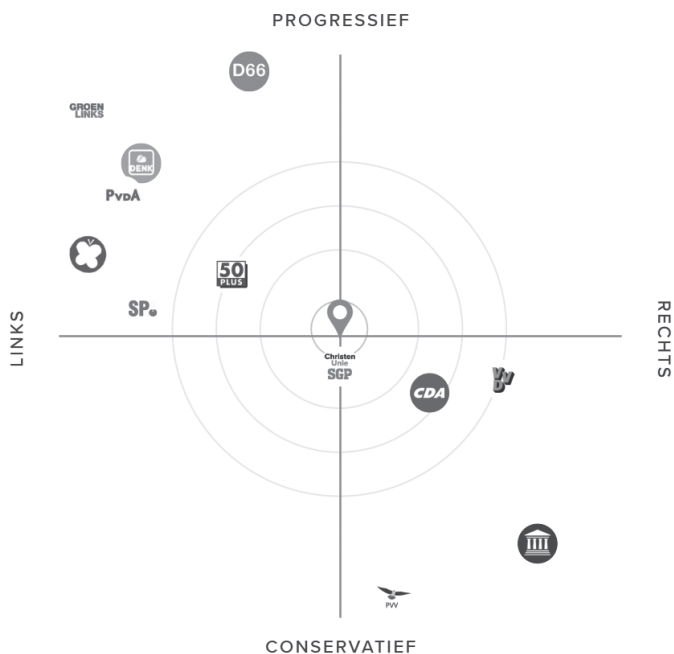 PROGRESSIEF
D66
GROEN
LINKS
DENK
PVDA
50
PLUS
SP.
LINKS
RECHTS
Christen
Unie
SGP
CDA
VVD
PVV
CONSERVATIEF